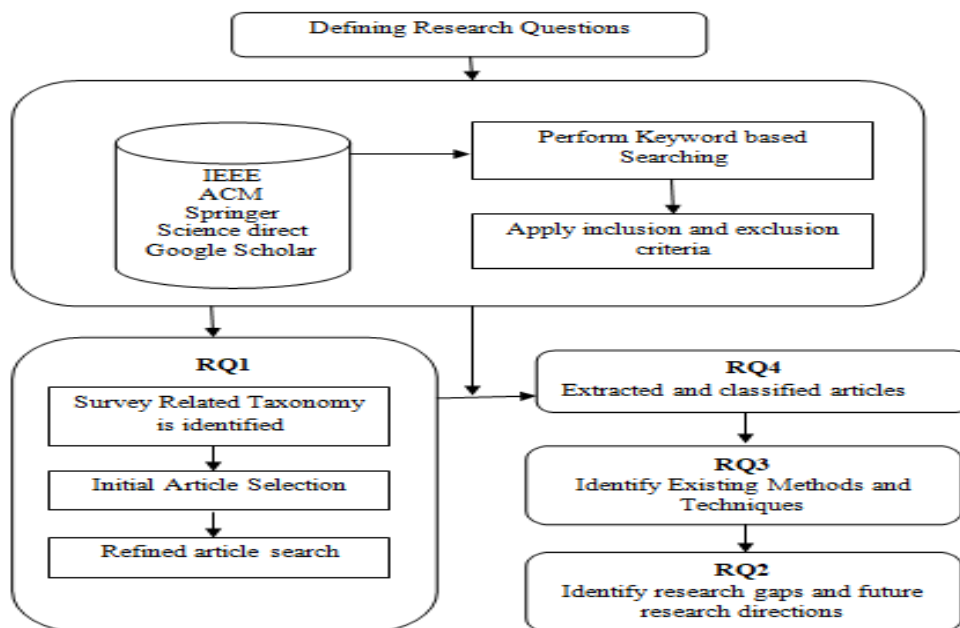 Defining Research Questions
IEEE
ACM
Springer
Science direct
Google Scholar
Perform Keyword based
Searching
Apply inclusion and exclusion
criteria
RQ1
Survey Related Taxonomy
is identified
Initial Article Selection
Refined article search
RQ4
Extracted and classified articles
RQ3
Identify Existing Methods and
Techniques
RQ2
Identify research gaps and future
research directions